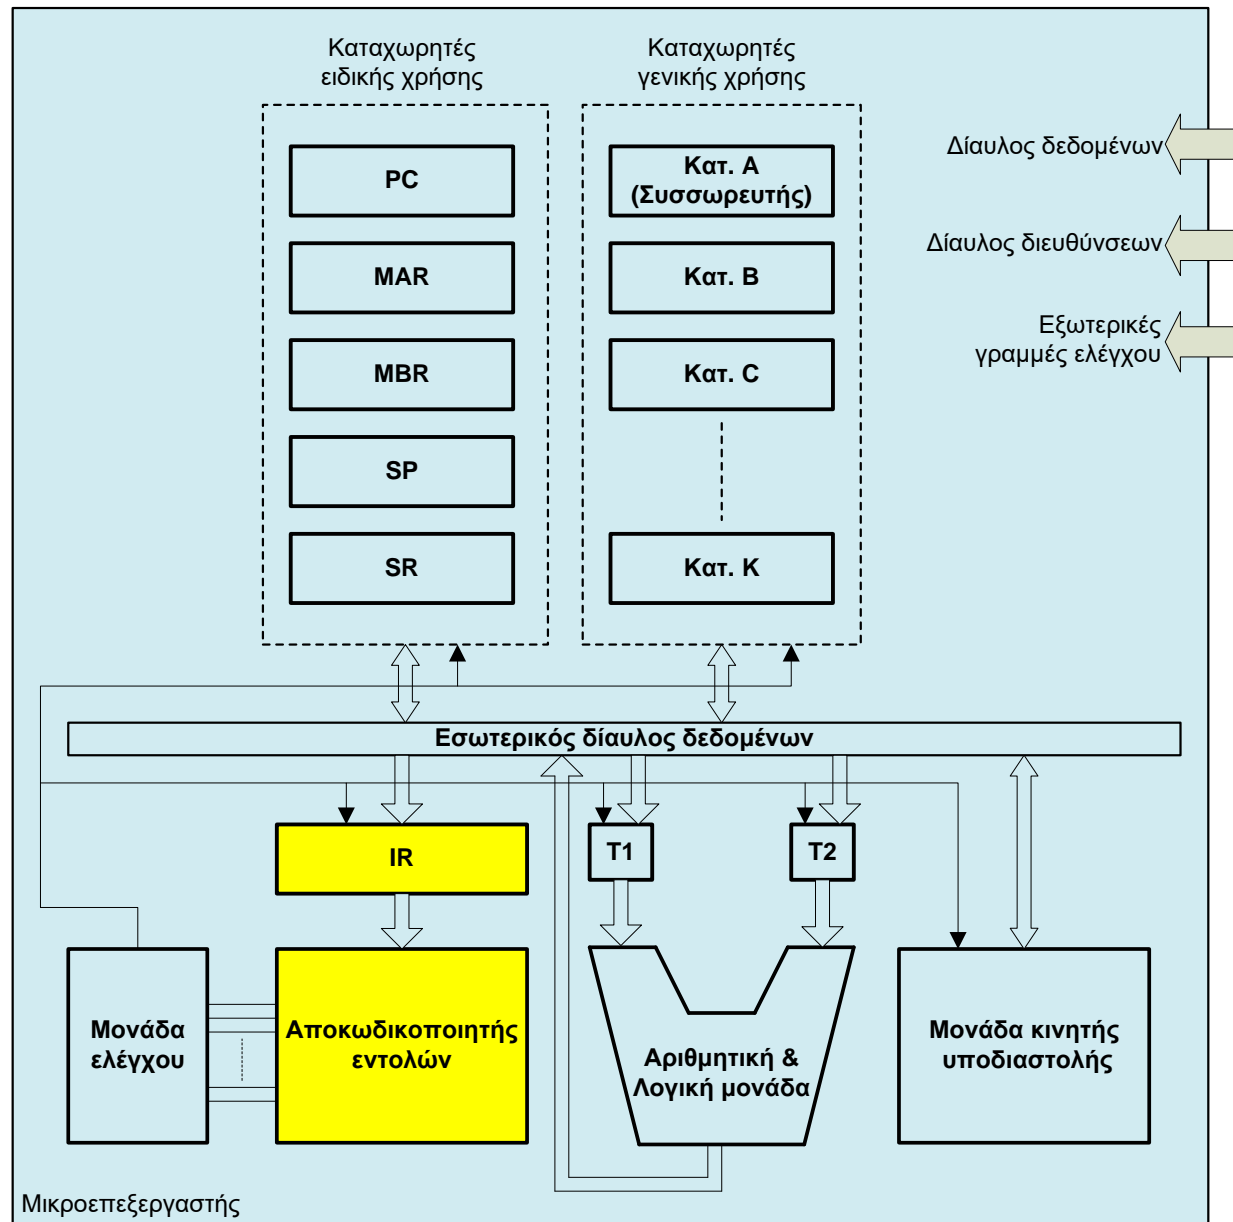 Καταχωρητές
ειδικής χρήσης
Καταχωρητές
γενικής χρήσης
PC
MAR
MBR
SP
SR
Κατ. Α
(Συσσωρευτής)
Κατ. Β
Κατ. C
Κατ. Κ
Δίαυλος δεδομένων
Δίαυλος διευθύνσεων
Εξωτερικές
γραμμές ελέγχου
Εσωτερικός δίαυλος δεδομένων
IR
T1
T2
Μονάδα
ελέγχου
Αποκωδικοποιητής
εντολών
Αριθμητική &
Λογική μονάδα
Μονάδα κινητής
υποδιαστολής
Μικροεπεξεργαστής